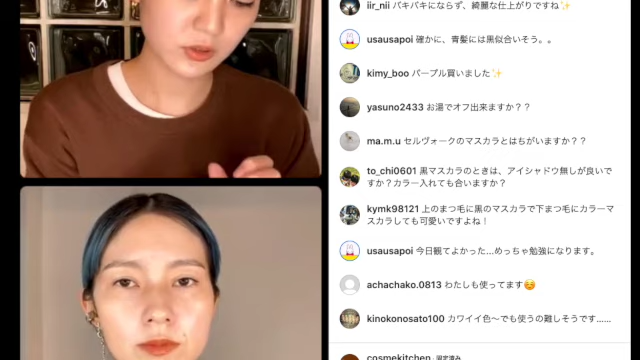 iir_nii バキバキにならず、綺麗な仕上がりですね✨
usausapoi 確かに、青髪には黒似合いそう。。
kimy_boo パープル買いました✨
yasuno2433 お湯でオフ出来ますか？？
ma.m.u セルヴォークのマスカラとはちがいますか？？
to_chi0601 黒マスカラのときは、アイシャドウ無しが良いで
すか？カラー入れても合いますか？
kymk98121 上のまつ毛に黒のマスカラで下まつ毛にカラーマ
スカラしても可愛いですよね！
usausapoi 今日観てよかった...めっちゃ勉強になります。
achachako.0813 わたしも使ってます☺️
kinokonosato100 カワイイ色〜でも使うの難しそうです......
cosmekitchen 固定済み